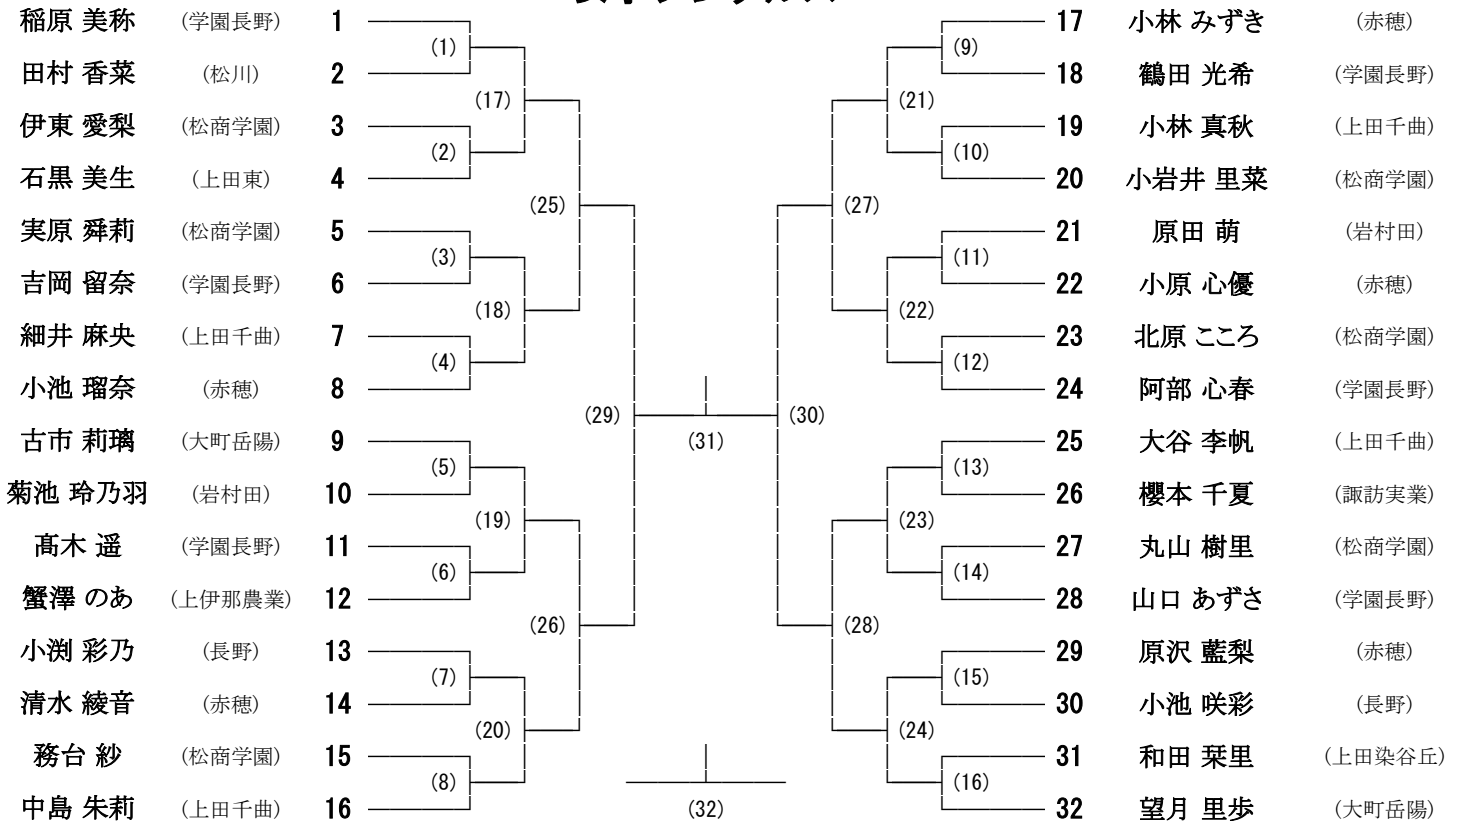 稲原 美称 (学園長野) 1
(1)
田村 香菜 (松川) 2
(17)
伊東 愛梨 (松商学園) 3
(2)
石黒 美生 (上田東) 4
(25)
実原 舜莉 (松商学園) 5
(3)
吉岡 留奈 (学園長野) 6
(18)
細井 麻央 (上田千曲) 7
(4)
小池 瑠奈 (赤穂) 8
(29)
古市 莉璃 (大町岳陽) 9
(5)
菊池 玲乃羽 (岩村田) 10
(19)
髙木 遥 (学園長野) 11
(6)
蟹澤 のあ (上伊那農業) 12
(26)
小渕 彩乃 (長野) 13
(7)
清水 綾音 (赤穂) 14
(20)
務台 紗 (松商学園) 15
(8)
中島 朱莉 (上田千曲) 16
(31)
(32)
17 小林 みずき (赤穂)
(9)
18 鶴田 光希 (学園長野)
(21)
19 小林 真秋 (上田千曲)
(10)
20 小岩井 里菜 (松商学園)
(27)
21 原田 萌 (岩村田)
(11)
22 小原 心優 (赤穂)
(22)
23 北原 こころ (松商学園)
(12)
24 阿部 心春 (学園長野)
(30)
25 大谷 李帆 (上田千曲)
(13)
26 櫻本 千夏 (諏訪実業)
(23)
27 丸山 樹里 (松商学園)
(14)
28 山口 あずさ (学園長野)
(28)
29 原沢 藍梨 (赤穂)
(15)
30 小池 咲彩 (長野)
(24)
31 和田 栞里 (上田染谷丘)
(16)
32 望月 里歩 (大町岳陽)